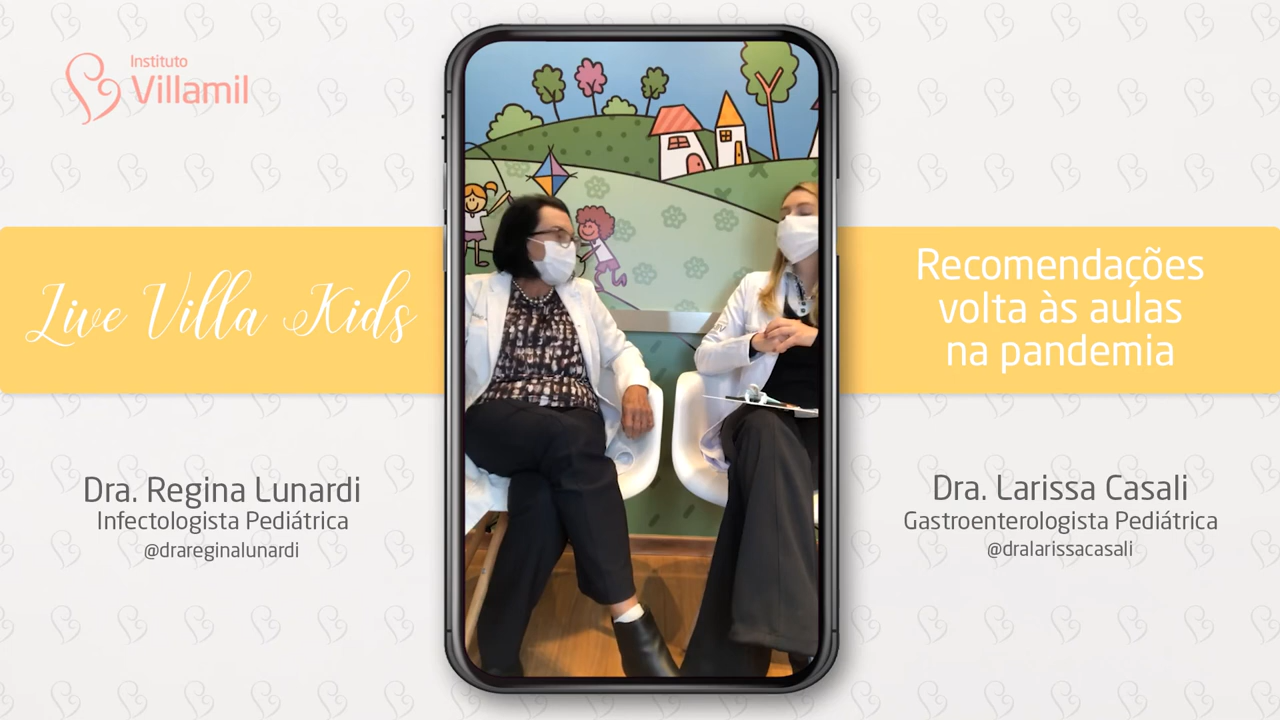 Instituto
Villamil
Live Villa Kids
Recomendações
volta às aulas
na pandemia
Dra. Regina Lunardi
Infectologista Pediátrica
@drareginalunardi
Dra. Larissa Casali
Gastroenterologista Pediátrica
@dralarissacasali